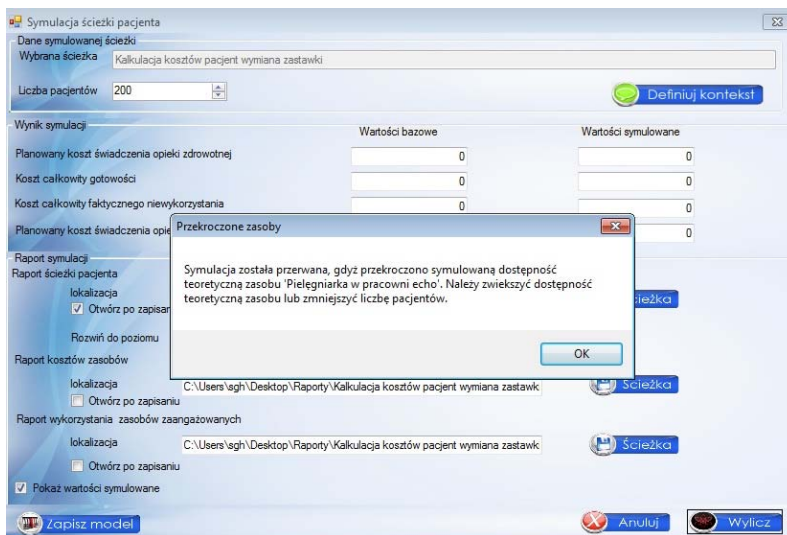 Symulacja ścieżki pacjenta
Dane symulowanej ścieżki
Wybrana ścieżka Kalkulacja kosztów pacjent wymiana zastawki
Liczba pacjentów 200 Definiuj kontekst
Wynik symulacji
Wartości bazowe Wartości symulowane
Planowany koszt świadczenia opieki zdrowotnej 0 0
Koszt całkowity gotowości 0 0
Koszt całkowity faktycznego niewykorzystania 0 0
Planowany koszt świadczenia opie 0
Przekroczone zasoby
Symulacja została przerwana, gdyż przekroczono symulowaną dostępność
teoretyczną zasobu 'Pielęgniarka w pracowni echo'. Należy zwiekszyć dostępność
teoretyczną zasobu lub zmniejszyć liczbę pacjentów.
OK
Raport symulacji
Raport ścieżki pacjenta
lokalizacja ieżka
Otwórz po zapisar
Rozwiń do poziomu
Raport kosztów zasobów
lokalizacja C:\Users\sgh\Desktop\Raporty\Kalkulacja kosztów pacjent wymiana zastawk Ścieżka
Otwórz po zapisaniu
Raport wykorzystania zasobów zaangażowanych
lokalizacja C:\Users\sgh\Desktop\Raporty\Kalkulacja kosztów pacjent wymiana zastawk Ścieżka
Otwórz po zapisaniu
Pokaż wartości symulowane
Zapisz model Anuluj Wylicz